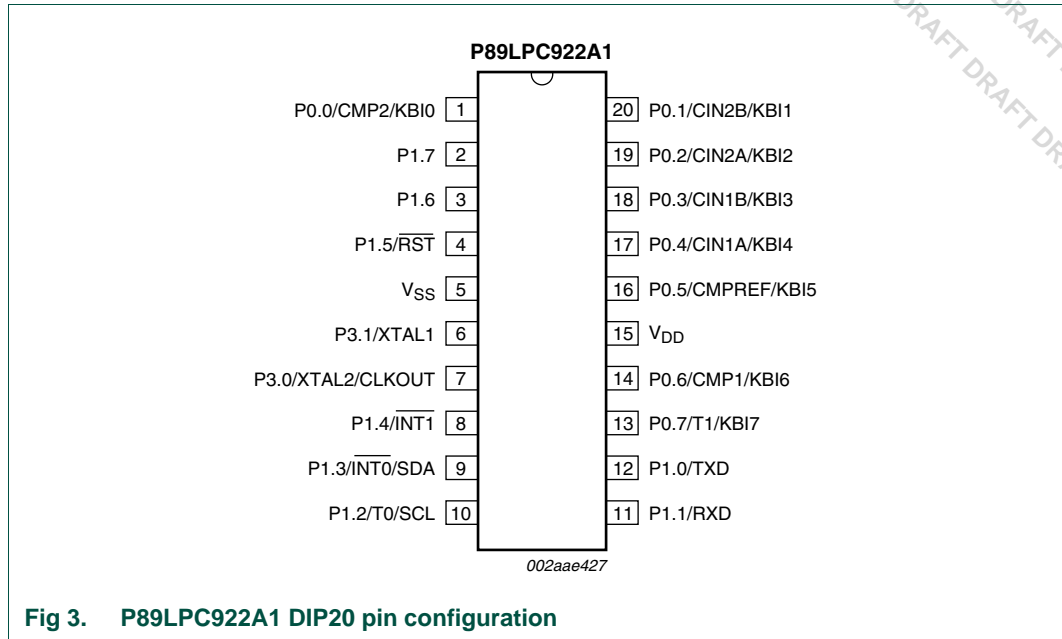 DRAFT DRAFT DRAFT DRA
DRAFT
P89LPC922A1
P0.0/CMP2/KBI0 1
P1.7 2
P1.6 3
P1.5/RST 4
VSS 5
P3.1/XTAL1 6
P3.0/XTAL2/CLKOUT 7
P1.4/INT1 8
P1.3/INT0/SDA 9
P1.2/T0/SCL 10
20 P0.1/CIN2B/KBI1
19 P0.2/CIN2A/KBI2
18 P0.3/CIN1B/KBI3
17 P0.4/CIN1A/KBI4
16 P0.5/CMPREF/KBI5
15 VDD
14 P0.6/CMP1/KBI6
13 P0.7/T1/KBI7
12 P1.0/TXD
11 P1.1/RXD
002aae427
Fig 3. P89LPC922A1 DIP20 pin configuration